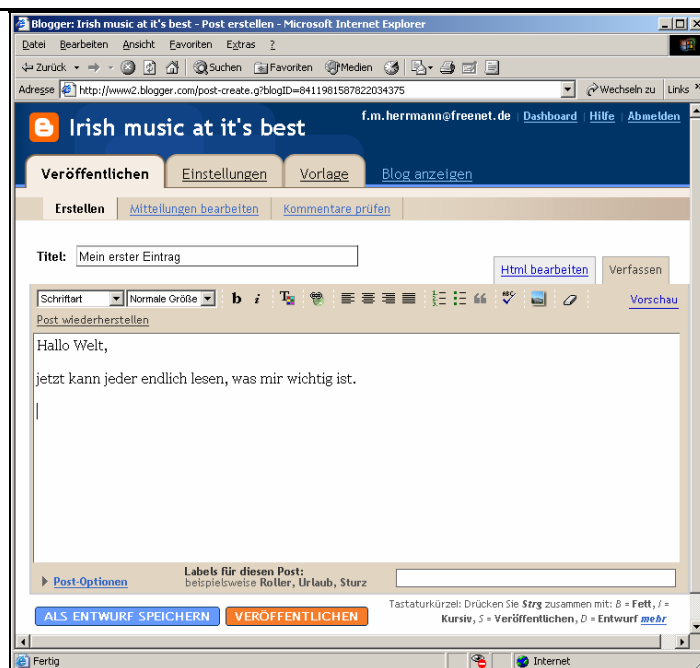 Blogger: Irish music at it's best - Post erstellen - Microsoft Internet Explorer
Datei Bearbeiten Ansicht Favoriten Extras ?
Zurück Suchen Favoriten Medien
Adresse http://www2.blogger.com/post-create.g?blogID=8411981587822034375 Wechseln zu Links »
Irish music at it's best f.m.herrmann@freenet.de | Dashboard | Hilfe | Abmelden
Veröffentlichen Einstellungen Vorlage Blog anzeigen
Erstellen Mitteilungen bearbeiten Kommentare prüfen
Titel: Mein erster Eintrag
Html bearbeiten Verfassen
Schriftart Normale Größe b i T ABC Vorschau
Post wiederherstellen
Hallo Welt,
jetzt kann jeder endlich lesen, was mir wichtig ist.
Labels für diesen Post:
Post-Optionen beispielsweise Roller, Urlaub, Sturz
ALS ENTWURF SPEICHERN VERÖFFENTLICHEN
Tastaturkürzel: Drücken Sie Strg zusammen mit: B = Fett, I =
Kursiv, S = Veröffentlichen, D = Entwurf mehr
Fertig Internet